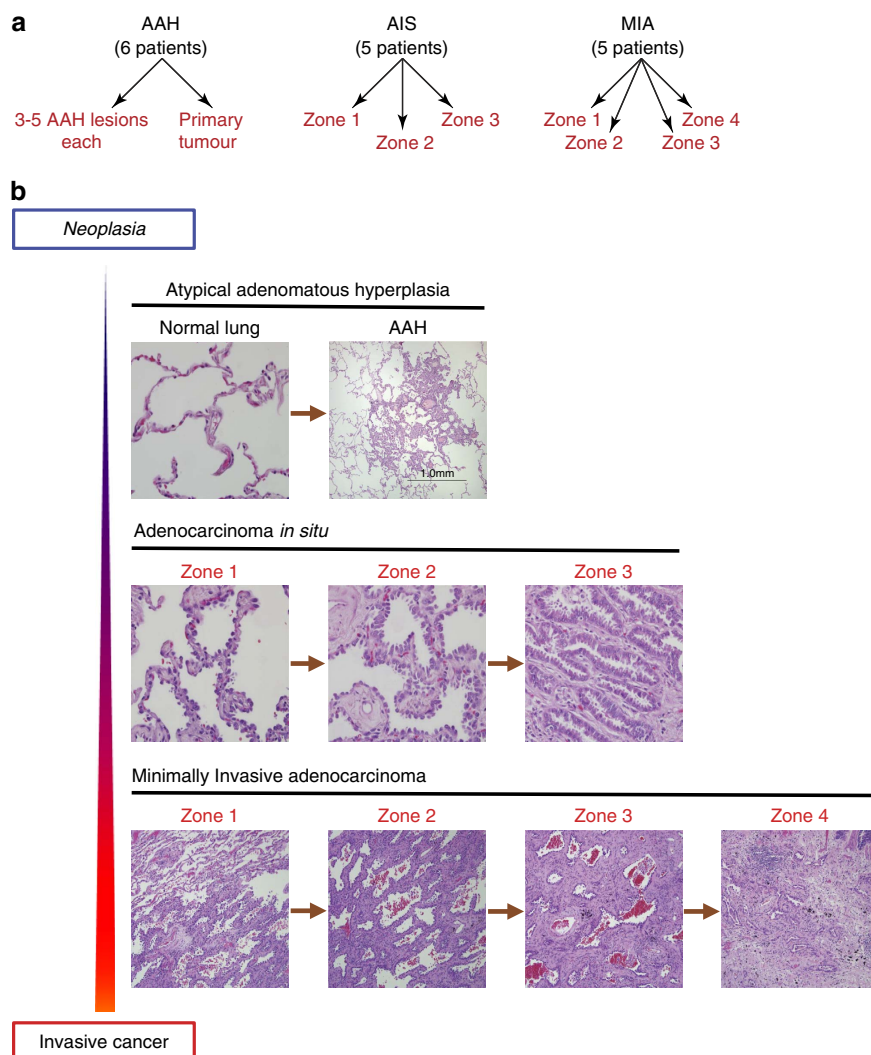 a
AAH
(6 patients)
3-5 AAH lesions
each
Primary
tumour
AIS
(5 patients)
Zone 1
Zone 2
Zone 3
MIA
(5 patients)
Zone 1
Zone 2
Zone 3
Zone 4
b
Neoplasia
Atypical adenomatous hyperplasia
Normal lung
AAH
1.0mm
Adenocarcinoma in situ
Zone 1
Zone 2
Zone 3
Minimally Invasive adenocarcinoma
Zone 1
Zone 2
Zone 3
Zone 4
Invasive cancer